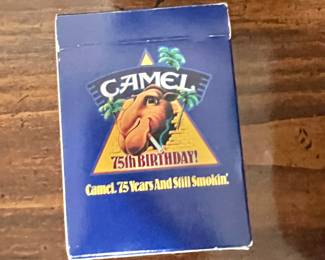 CAMEL
75th BIRTHDAY!
Camel. 75 Years And Still Smokin'.